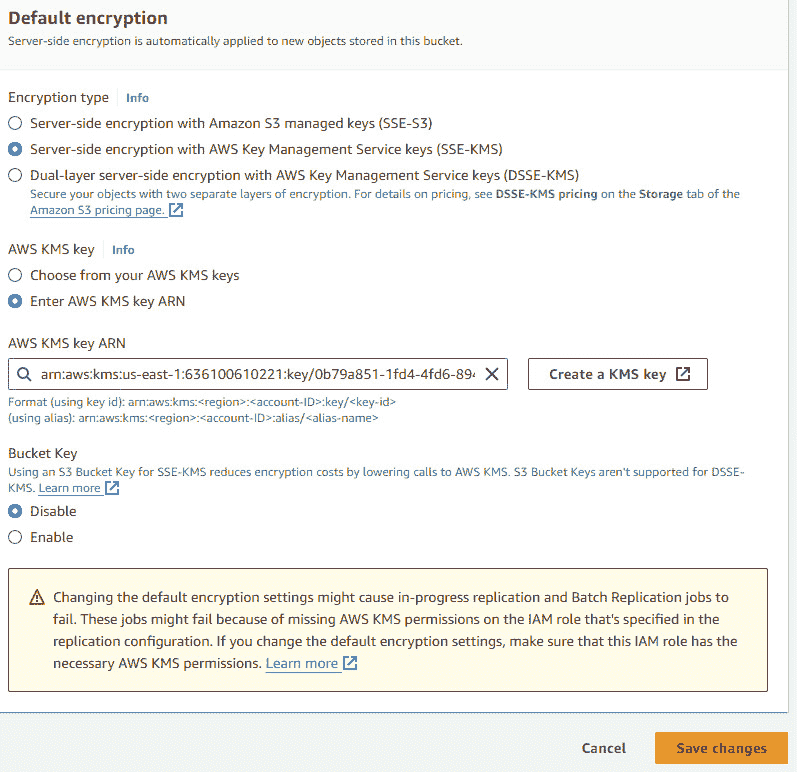 Default encryption
Server-side encryption is automatically applied to new objects stored in this bucket.
Encryption type Info
Server-side encryption with Amazon S3 managed keys (SSE-S3)
Server-side encryption with AWS Key Management Service keys (SSE-KMS)
Dual-layer server-side encryption with AWS Key Management Service keys (DSSE-KMS)
Secure your objects with two separate layers of encryption. For details on pricing, see DSSE-KMS pricing on the Storage tab of the
Amazon S3 pricing page.
AWS KMS key Info
Choose from your AWS KMS keys
Enter AWS KMS key ARN
AWS KMS key ARN
arn:aws:kms:us-east-1:636100610221:key/0b79a851-1fd4-4fd6-894 Create a KMS key
Format (using key id): arn:aws:kms:<region>:<account-ID>:key/<key-id>
(using alias): arn:aws:kms:<region>:<account-ID>:alias/<alias-name>
Bucket Key
Using an S3 Bucket Key for SSE-KMS reduces encryption costs by lowering calls to AWS KMS. S3 Bucket Keys aren't supported for DSSE-
KMS. Learn more
Disable
Enable
Changing the default encryption settings might cause in-progress replication and Batch Replication jobs to
fail. These jobs might fail because of missing AWS KMS permissions on the IAM role that's specified in the
replication configuration. If you change the default encryption settings, make sure that this IAM role has the
necessary AWS KMS permissions. Learn more
Cancel Save changes